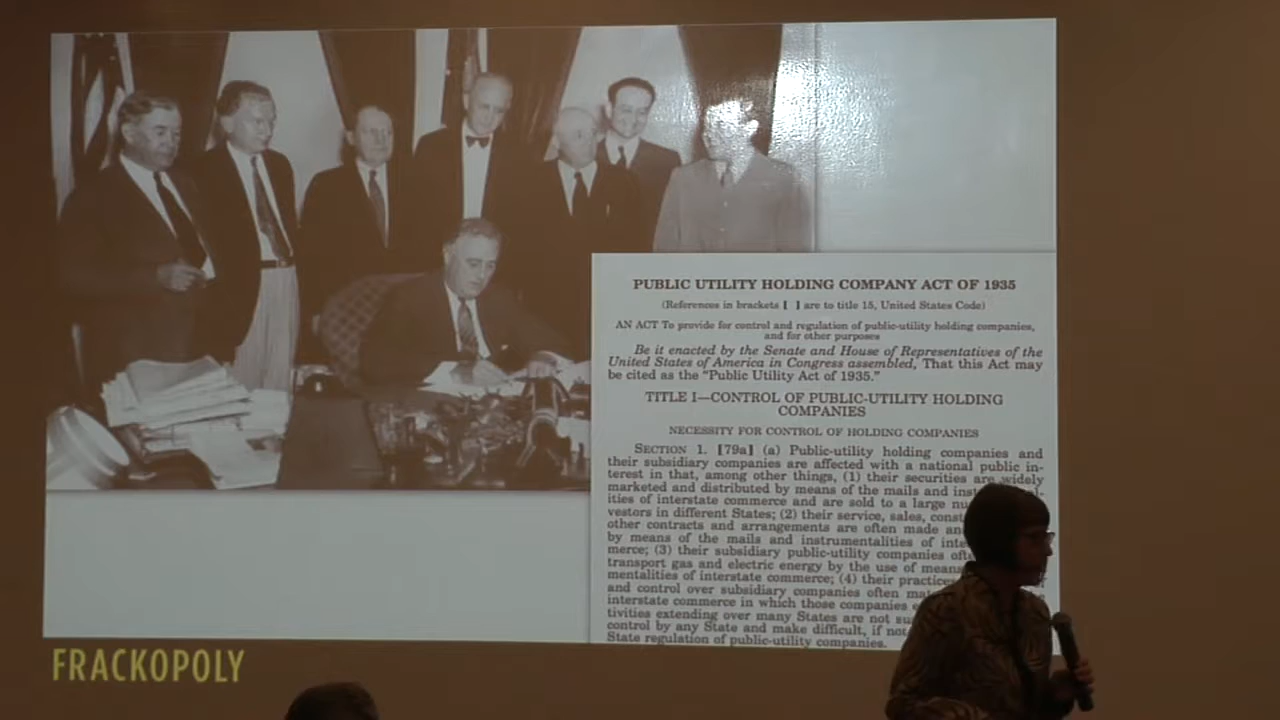 PUBLIC UTILITY HOLDING COMPANY ACT OF 1935
(References in brackets [ ] are to title 15, United States Code)
AN ACT To provide for control and regulation of public-utility holding companies,
and for other purposes
Be it enacted by the Senate and House of Representatives of the
United States of America in Congress assembled, That this Act may
be cited as the “Public Utility Act of 1935.”
TITLE I—CONTROL OF PUBLIC-UTILITY HOLDING
COMPANIES
NECESSITY FOR CONTROL OF HOLDING COMPANIES
SECTION 1. [79a] (a) Public-utility holding companies and
their subsidiary companies are affected with a national public in-
terest in that, among other things, (1) their securities are widely
marketed and distributed by means of the mails and
ities of interstate commerce and are sold to a large
vestors in different States; (2) their service, sales,
other contracts and arrangements are often made
by means of the mails and instrumentalities of
merce; (3) their subsidiary public-utility companies
transport gas and electric energy by the use of means
mentalities of interstate commerce; (4) their
and control over subsidiary companies often
interstate commerce in which those companies
tivities extending over many States are not
control by any State and make difficult, if not
State regulation of public-utility companies.
FRACKOPOLY